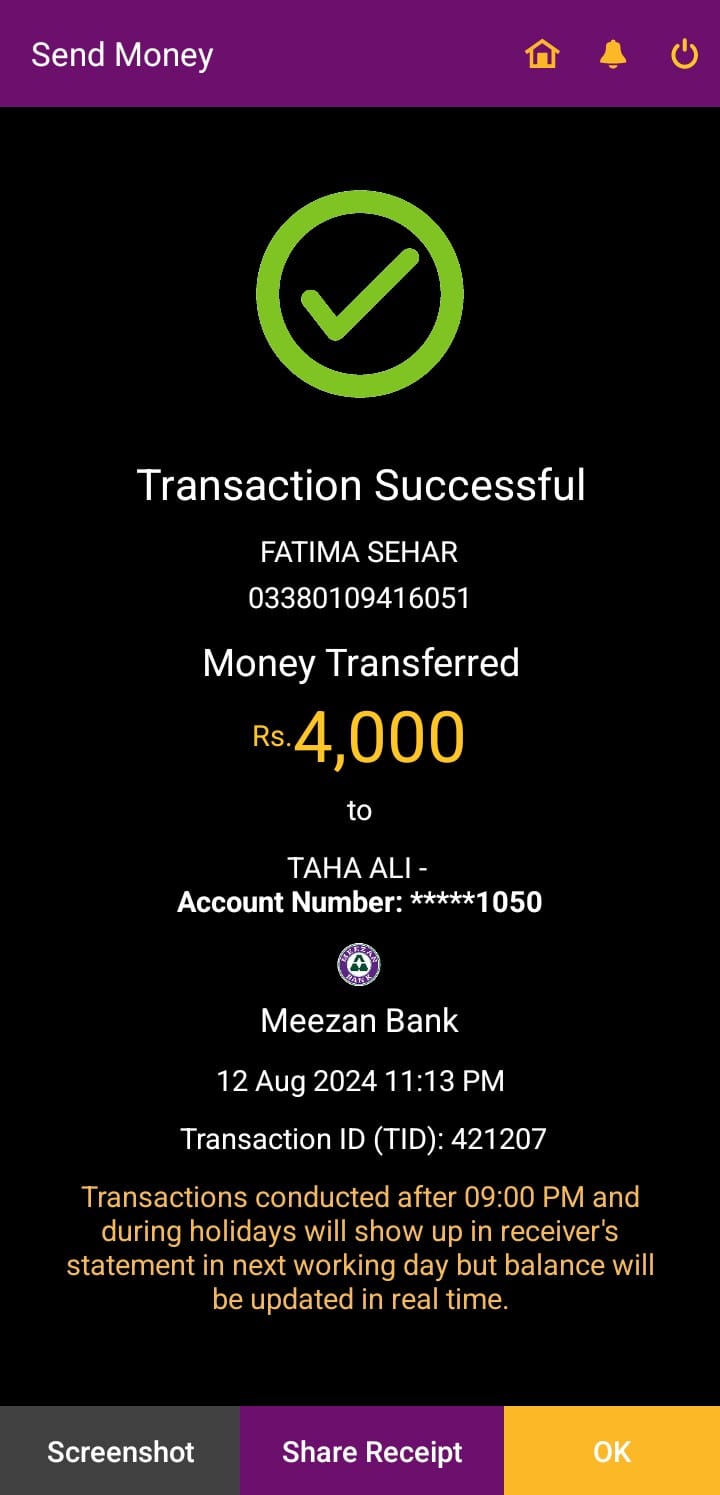 Send Money
Transaction Successful
FATIMA SEHAR
03380109416051
Money Transferred
Rs.4,000
to
TAHA ALI -
Account Number: *****1050
MEEZAN BANK
Meezan Bank
12 Aug 2024 11:13 PM
Transaction ID (TID): 421207
Transactions conducted after 09:00 PM and
during holidays will show up in receiver's
statement in next working day but balance will
be updated in real time.
Screenshot
Share Receipt
OK